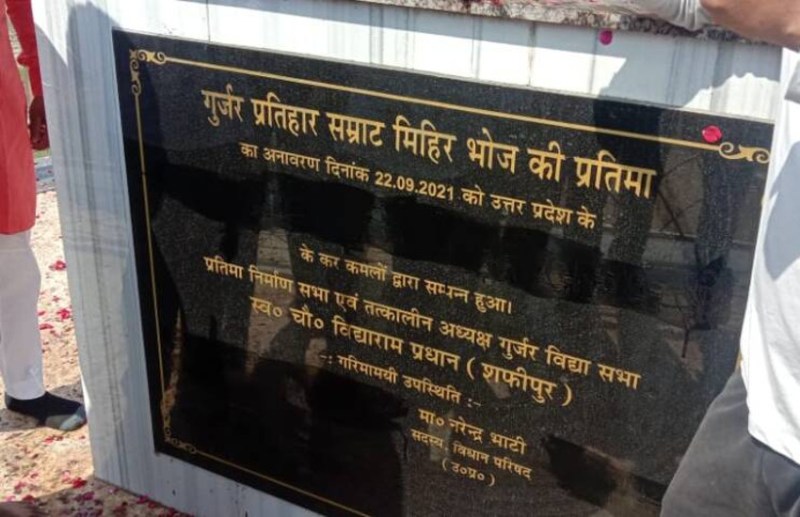 गुर्जर प्रतिहार सम्राट मिहिर भोज की प्रतिमा
का अनावरण दिनांक 22.09.2021 को उत्तर प्रदेश के
के कर कमलों द्वारा सम्पन्न हुआ।
प्रतिमा निर्माण सभा एवं तत्कालीन अध्यक्ष गुर्जर विद्या सभा
स्व० चौ० विद्याराम प्रधान ( शफीपुर )
-: गरिमामयी उपस्थिति :-
मा० नरेन्द्र भाटी
सदस्य विधान परिषद
( उ०प्र० )